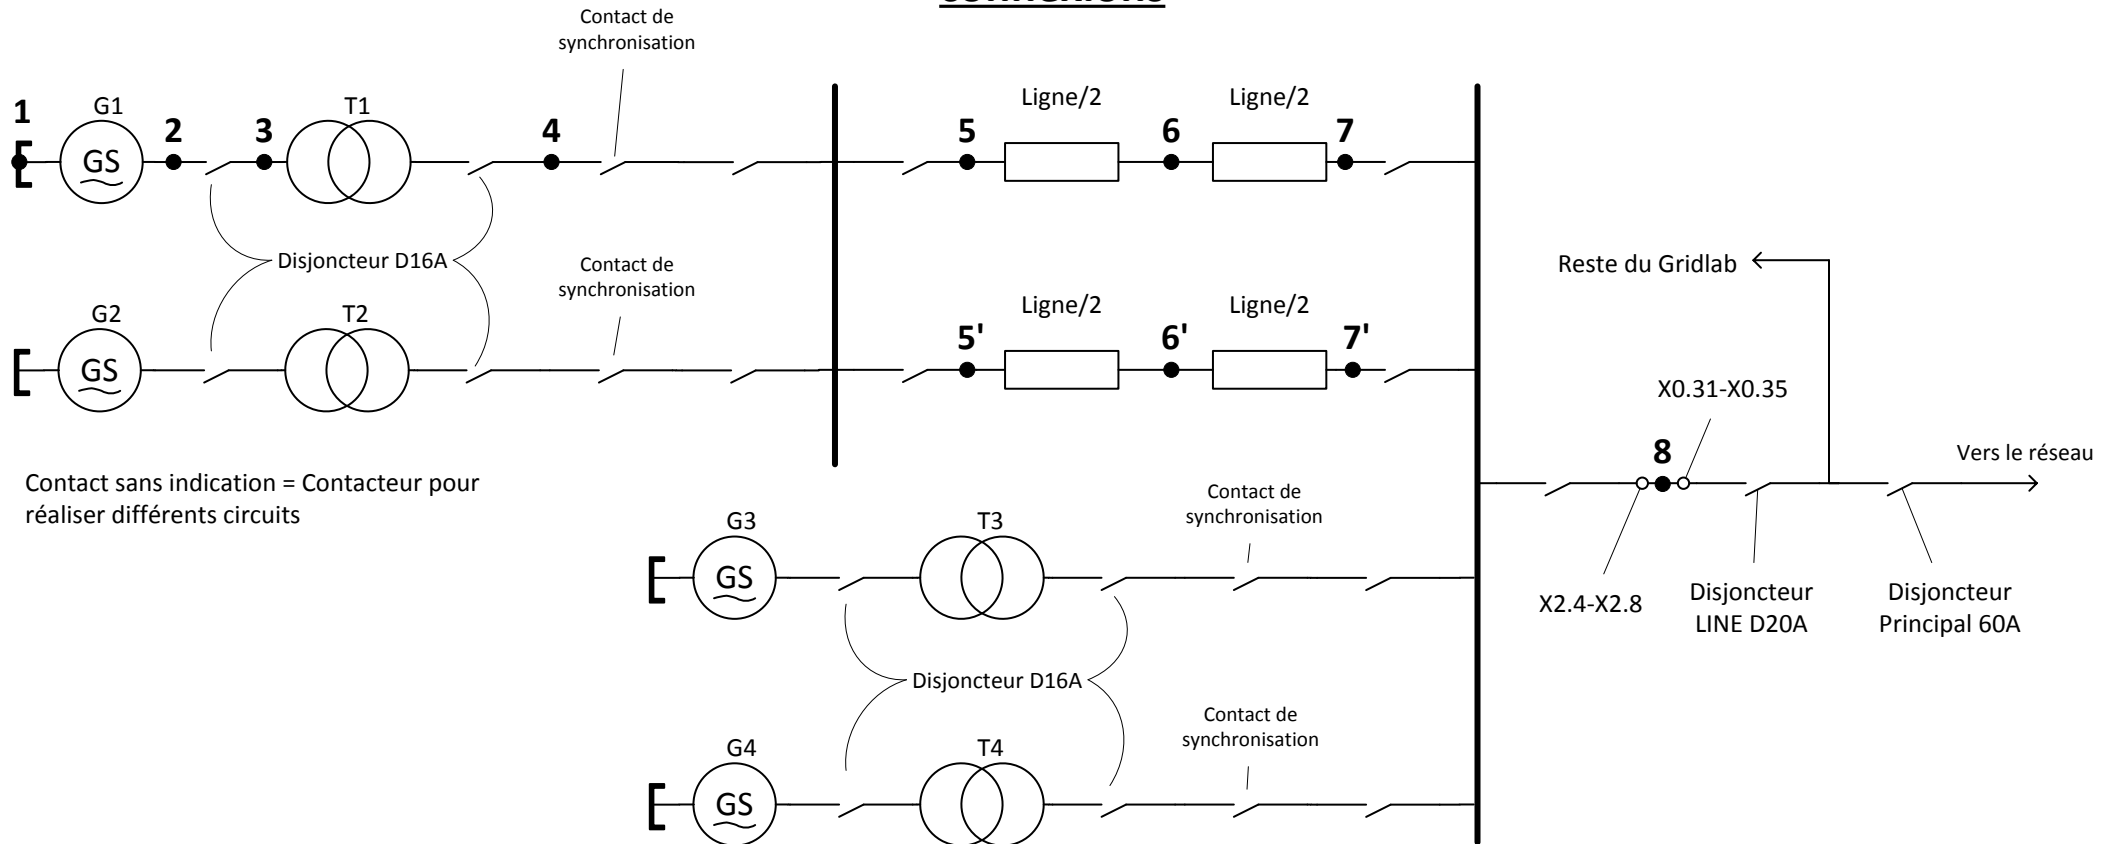 CONNEXIONS
Contact de
synchronisation
1
G1
2
3
T1
4
5
Ligne/2
6
Ligne/2
7
GS
Disjoncteur D16A
Contact de
synchronisation
G2
T2
5'
Ligne/2
6'
Ligne/2
7'
GS
Reste du Gridlab
X0.31-X0.35
8
Vers le réseau
Contact sans indication = Contacteur pour
réaliser différents circuits
Contact de
synchronisation
G3
T3
GS
X2.4-X2.8
Disjoncteur
LINE D20A
Disjoncteur
Principal 60A
Disjoncteur D16A
Contact de
synchronisation
G4
T4
GS